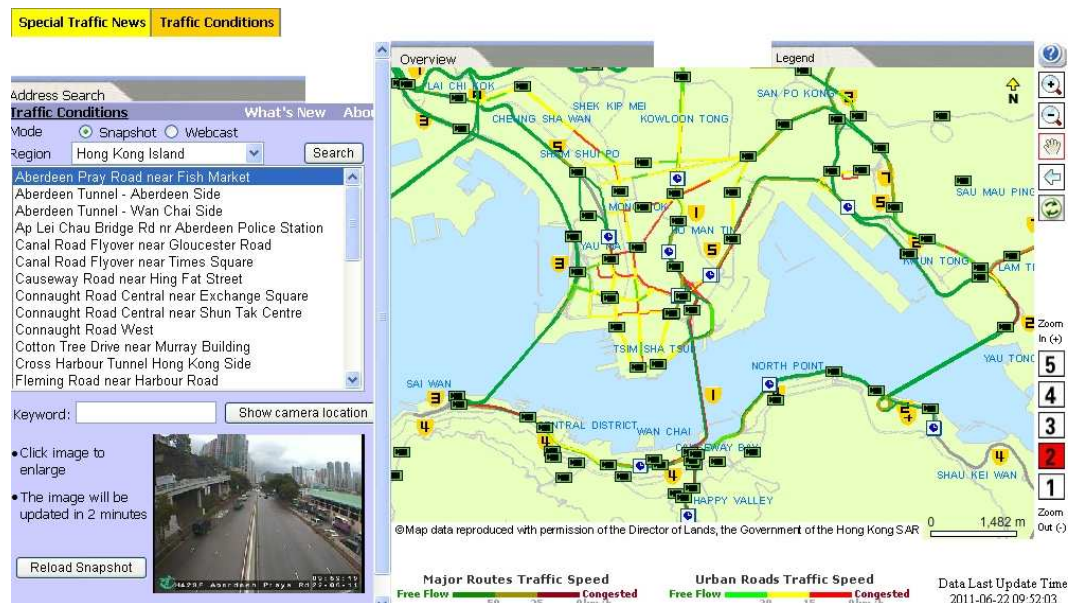 Special Traffic News Traffic Conditions
Address Search
Traffic Conditions What's New Abou
Mode Snapshot Webcast
Region Hong Kong Island Search
Aberdeen Pray Road near Fish Market
Aberdeen Tunnel - Aberdeen Side
Aberdeen Tunnel - Wan Chai Side
Ap Lei Chau Bridge Rd nr Aberdeen Police Station
Canal Road Flyover near Gloucester Road
Canal Road Flyover near Times Square
Causeway Road near Hing Fat Street
Connaught Road Central near Exchange Square
Connaught Road Central near Shun Tak Centre
Connaught Road West
Cotton Tree Drive near Murray Building
Cross Harbour Tunnel Hong Kong Side
Fleming Road near Harbour Road
Keyword: Show camera location
•Click image to
enlarge
•The image will be
updated in 2 minutes
Reload Snapshot
Overview
Legend
N
LAI CHI KOK
SAN PO KONG
SHEK KIP MEI
CHEUNG SHA WAN
KOWLOON TONG
SHAM SHUI PO
SAU MAU PING
HO MAN TIN
KWUN TONG
LAM TI
TSIM SHA TSUI
YAU TONG
NORTH POINT
SAI WAN
CENTRAL DISTRICT
WAN CHAI
CAUSEWAY BAY
SHAU KEI WAN
HAPPY VALLEY
©Map data reproduced with permission of the Director of Lands, the Government of the Hong Kong SAR
0 1,482 m
Zoom
In (+)
5
4
3
2
1
Zoom
Out (-)
Major Routes Traffic Speed
Free Flow Congested
Urban Roads Traffic Speed
Free Flow Congested
Data Last Update Time
2011-06-22 09:52:03